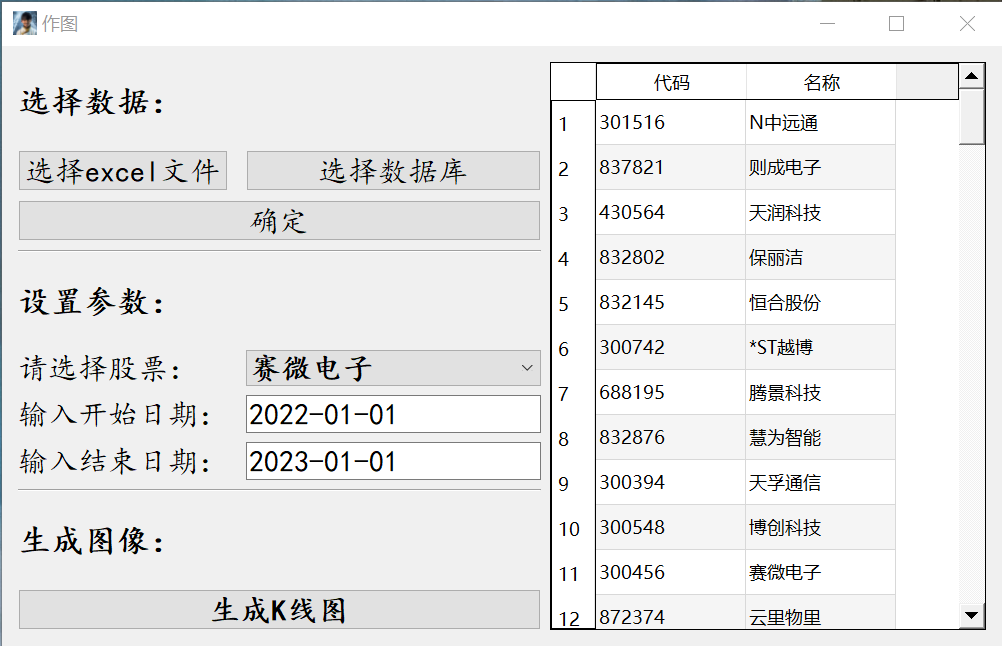 作图
选择数据：
选择excel文件 选择数据库
确定
设置参数：
请选择股票： 赛微电子
输入开始日期： 2022-01-01
输入结束日期： 2023-01-01
生成图像：
生成K线图
代码 名称
1 301516 N中远通
2 837821 则成电子
3 430564 天润科技
4 832802 保丽洁
5 832145 恒合股份
6 300742 *ST越博
7 688195 腾景科技
8 832876 慧为智能
9 300394 天孚通信
10 300548 博创科技
11 300456 赛微电子
12 872374 云里物里